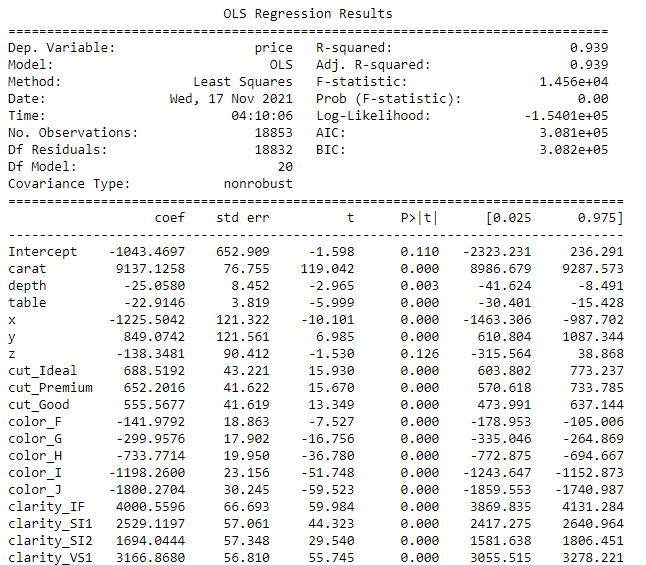 OLS Regression Results
==============================================================================
Dep. Variable: price R-squared: 0.939
Model: OLS Adj. R-squared: 0.939
Method: Least Squares F-statistic: 1.456e+04
Date: Wed, 17 Nov 2021 Prob (F-statistic): 0.00
Time: 04:10:06 Log-Likelihood: -1.5401e+05
No. Observations: 18853 AIC: 3.081e+05
Df Residuals: 18832 BIC: 3.082e+05
Df Model: 20
Covariance Type: nonrobust
================================================================================
coef std err t P>|t| [0.025 0.975]
--------------------------------------------------------------------------------
Intercept -1043.4697 652.909 -1.598 0.110 -2323.231 236.291
carat 9137.1258 76.755 119.042 0.000 8986.679 9287.573
depth -25.0580 8.452 -2.965 0.003 -41.624 -8.491
table -22.9146 3.819 -5.999 0.000 -30.401 -15.428
x -1225.5042 121.322 -10.101 0.000 -1463.306 -987.702
y 849.0742 121.561 6.985 0.000 610.804 1087.344
z -138.3481 90.412 -1.530 0.126 -315.564 38.868
cut_Ideal 688.5192 43.221 15.930 0.000 603.802 773.237
cut_Premium 652.2016 41.622 15.670 0.000 570.618 733.785
cut_Good 555.5677 41.619 13.349 0.000 473.991 637.144
color_F -141.9792 18.863 -7.527 0.000 -178.953 -105.006
color_G -299.9576 17.902 -16.756 0.000 -335.046 -264.869
color_H -733.7714 19.950 -36.780 0.000 -772.875 -694.667
color_I -1198.2600 23.156 -51.748 0.000 -1243.647 -1152.873
color_J -1800.2704 30.245 -59.523 0.000 -1859.553 -1740.987
clarity_IF 4000.5596 66.693 59.984 0.000 3869.835 4131.284
clarity_SI1 2529.1197 57.061 44.323 0.000 2417.275 2640.964
clarity_SI2 1694.0444 57.348 29.540 0.000 1581.638 1806.451
clarity_VS1 3166.8680 56.810 55.745 0.000 3055.515 3278.221